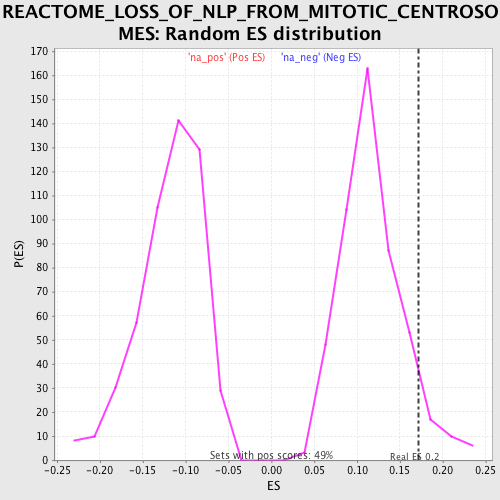 REACTOME_LOSS_OF_NLP_FROM_MITOTIC_CENTROSO
MES: Random ES distribution
'na_pos' (Pos ES) 'na_neg' (Neg ES)
170
160
150
140
130
120
110
100
90
80
70
60
50
40
30
20
10
0
P(ES)
Sets with pos scores: 49%
Real ES 0.2
-0.25 -0.20 -0.15 -0.10 -0.05 0.00 0.05 0.10 0.15 0.20 0.25
ES